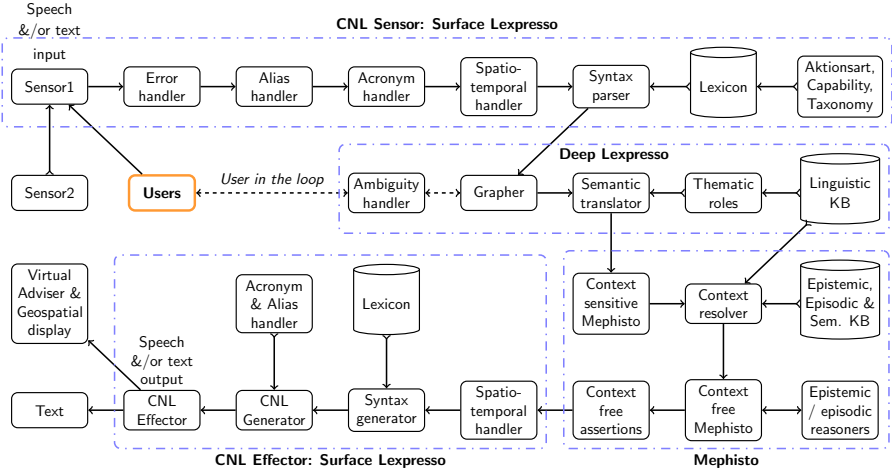 Speech
&/or text
input
CNL Sensor: Surface Lexpresso
Sensor1
Error
handler
Alias
handler
Acronym
handler
Spatio-
temporal
handler
Syntax
parser
Lexicon
Aktionsart,
Capability,
Taxonomy
Deep Lexpresso
Sensor2
Users
User in the loop
Ambiguity
handler
Grapher
Semantic
translator
Thematic
roles
Linguistic
KB
Virtual
Adviser &
Geospatial
display
Speech
&/or text
output
Acronym
& Alias
handler
Lexicon
Context
sensitive
Mephisto
Context
resolver
Epistemic,
Episodic &
Sem. KB
Text
CNL
Effector
CNL
Generator
Syntax
generator
Spatio-
temporal
handler
Context
free
assertions
Context
free
Mephisto
Epistemic
/ episodic
reasoners
CNL Effector: Surface Lexpresso
Mephisto